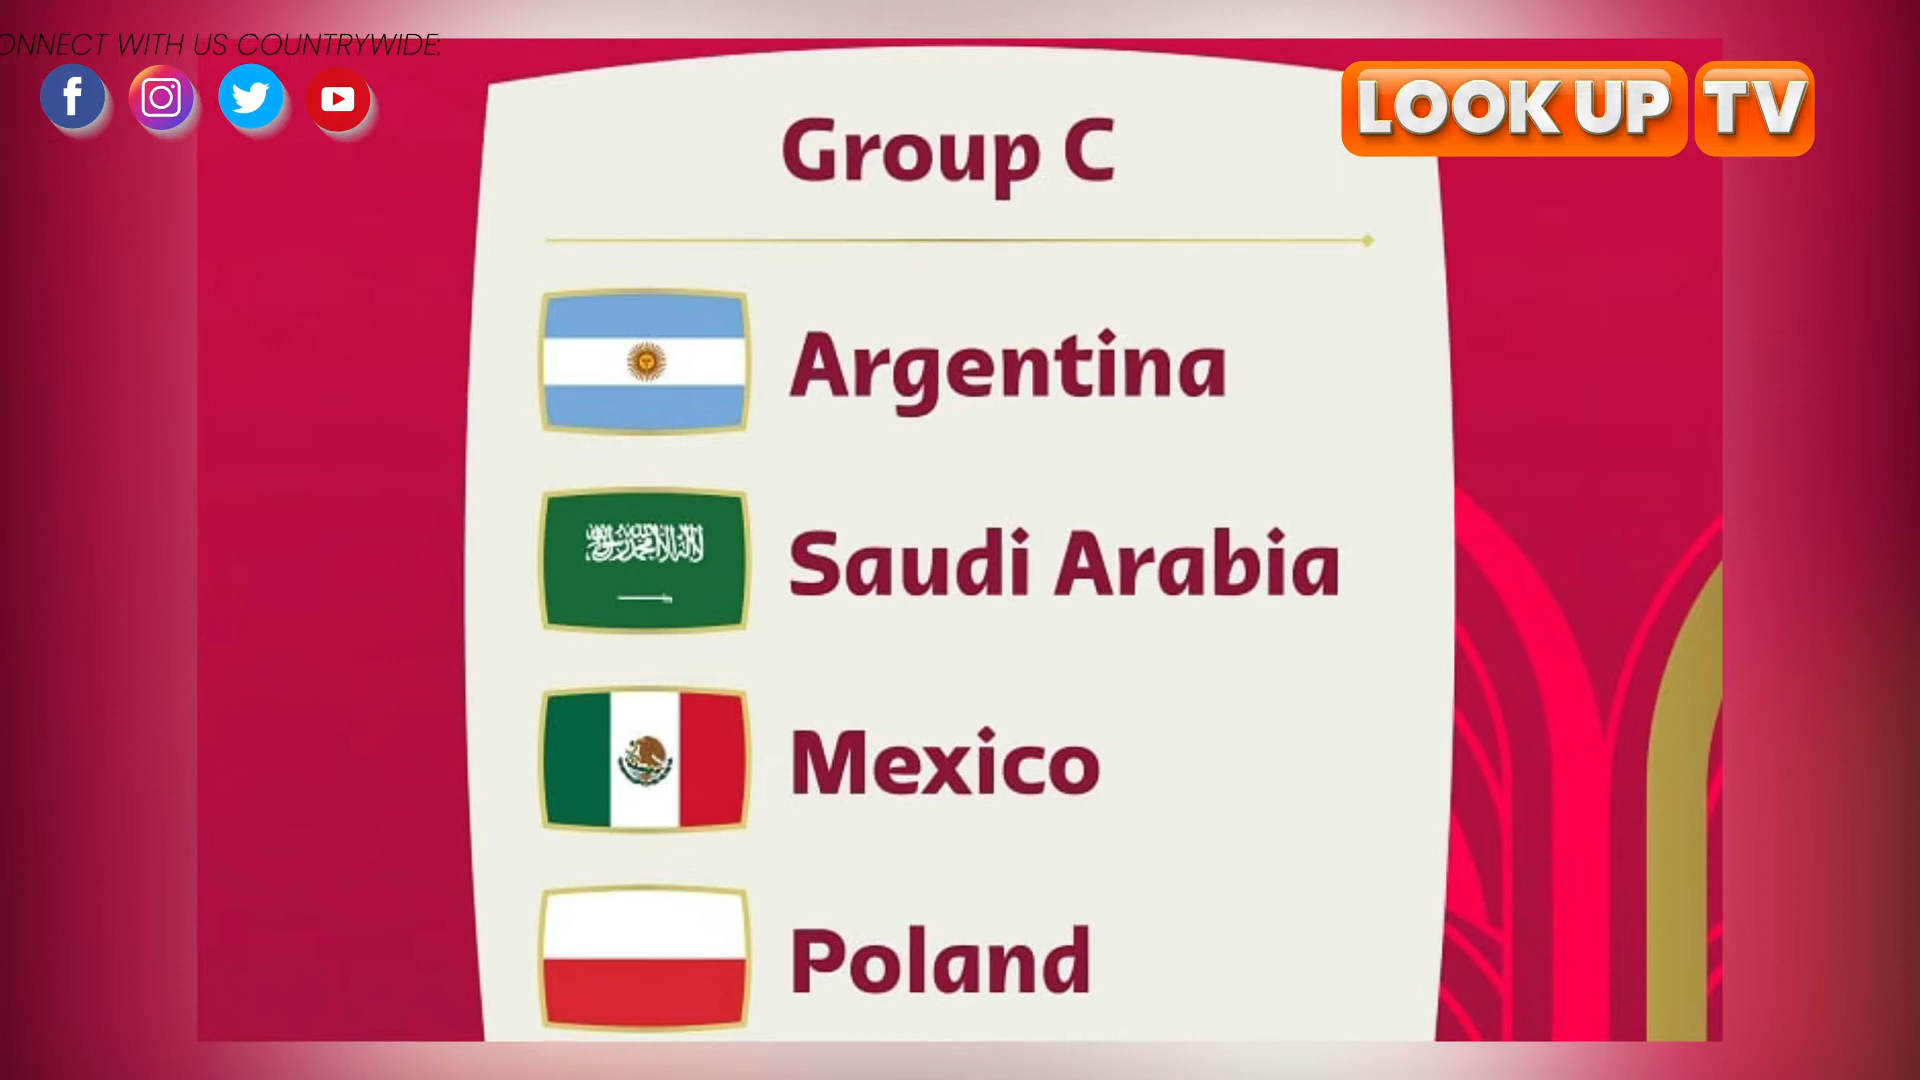 ONNECT WITH US COUNTRYWIDE:
LOOK UP TV
Group C
Argentina
Saudi Arabia
Mexico
Poland